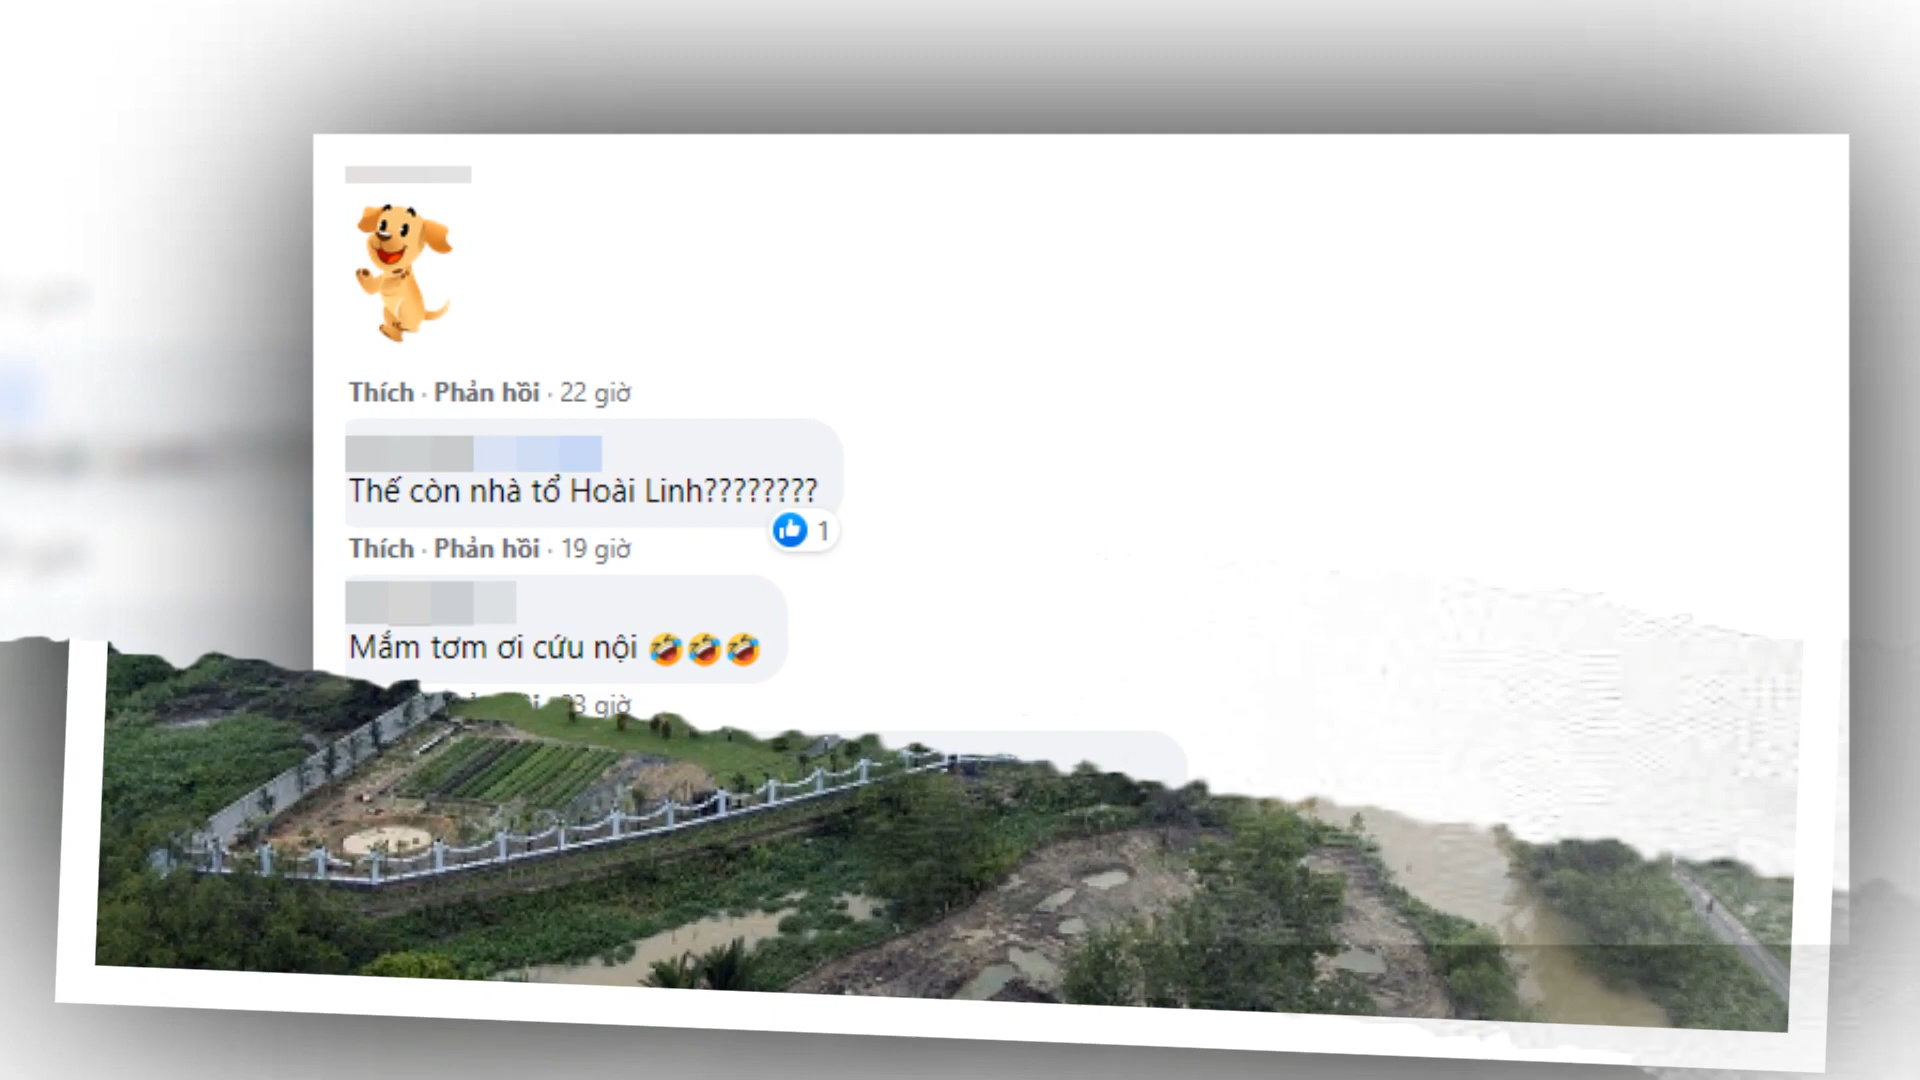 Thích · Phản hồi · 22 giờ
Thế còn nhà tổ Hoài Linh????????
1
Thích · Phản hồi · 19 giờ
Mắm tơm ơi cứu nội 🤣🤣🤣
giờ